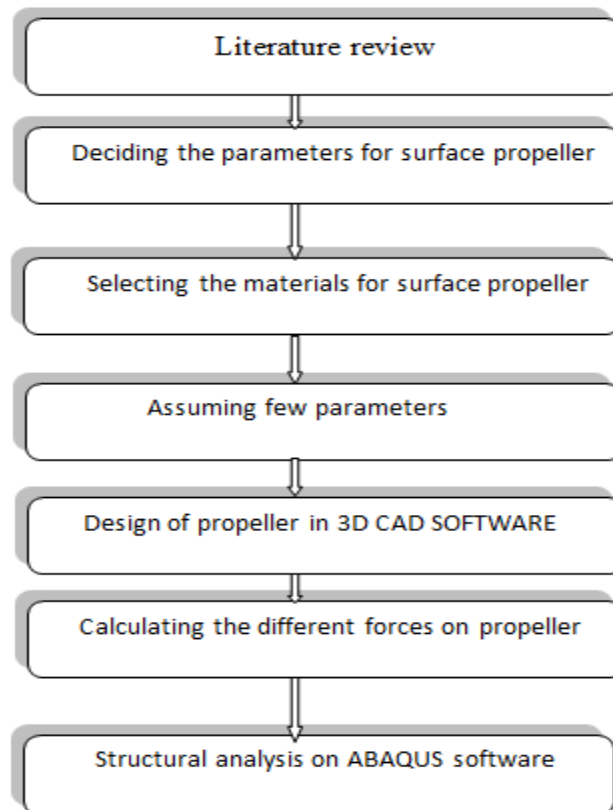 Literature review
Deciding the parameters for surface propeller
Selecting the materials for surface propeller
Assuming few parameters
Design of propeller in 3D CAD SOFTWARE
Calculating the different forces on propeller
Structural analysis on ABAQUS software